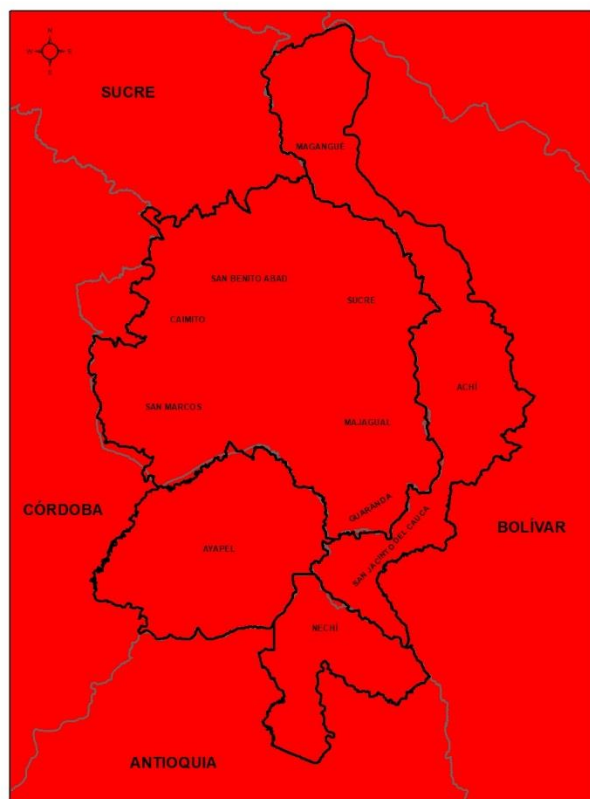 N
SUCRE
MAGANGUÉ
SAN BENITO ABAD
SUCRE
CAIMITO
ACHÍ
SAN MARCOS
MAJAGUAL
CÓRDOBA
GUARANDA
SAN JACINTO DEL CAUCA
BOLÍVAR
AYAPEL
NECHÍ
ANTIOQUIA